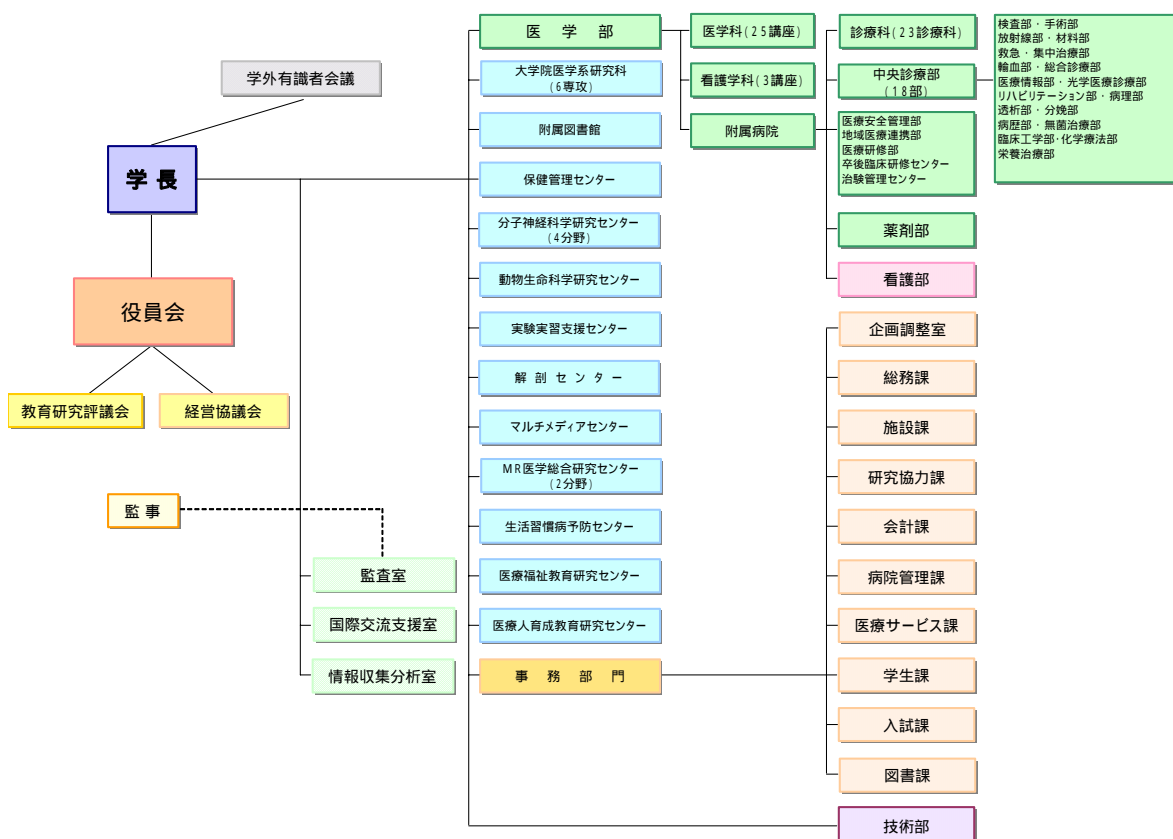 学外有識者会議
学長
役員会
教育研究評議会
経営協議会
監事
監査室
国際交流支援室
情報収集分析室
医学部
大学院医学系研究科
(6専攻)
附属図書館
保健管理センター
分子神経科学研究センター
(4分野)
動物生命科学研究センター
実験実習支援センター
解剖センター
マルチメディアセンター
MR医学総合研究センター
(2分野)
生活習慣病予防センター
医療福祉教育研究センター
医療人育成教育研究センター
事務部門
医学科(25講座)
看護学科(3講座)
附属病院
診療科(23診療科)
中央診療部
(18部)
医療安全管理部
地域医療連携部
医療研修部
卒後臨床研修センター
治験管理センター
薬剤部
看護部
企画調整室
総務課
施設課
研究協力課
会計課
病院管理課
医療サービス課
学生課
入試課
図書課
技術部
検査部・手術部
放射線部・材料部
救急・集中治療部
輸血部・総合診療部
医療情報部・光学医療診療部
リハビリテーション部・病理部
透析部・分娩部
病歴部・無菌治療部
臨床工学部・化学療法部
栄養治療部